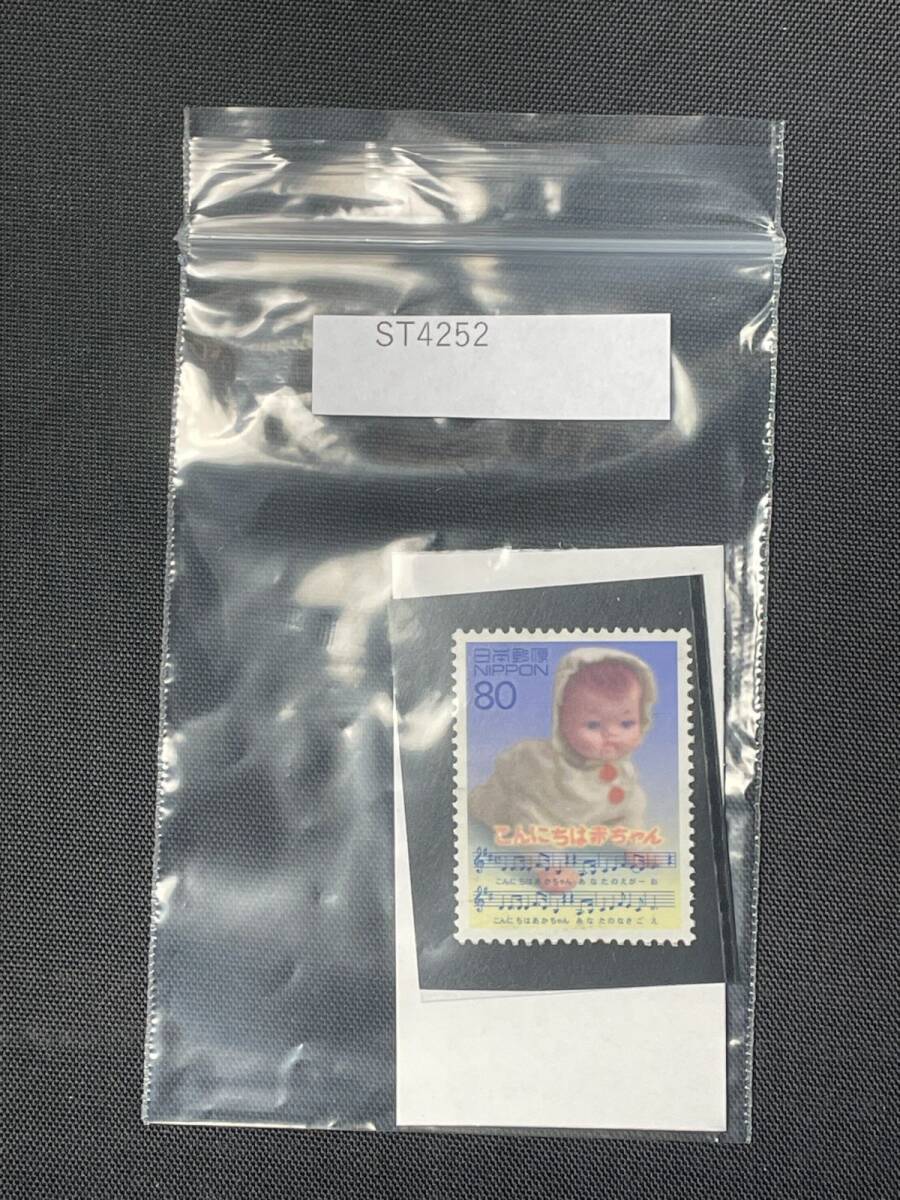 ST4252
日本郵便
NIPPON
80
こんにちは赤ちゃん
こんにちはあかちゃん あなたのえがーお
こんにちはあかちゃん あなたのなきごえ